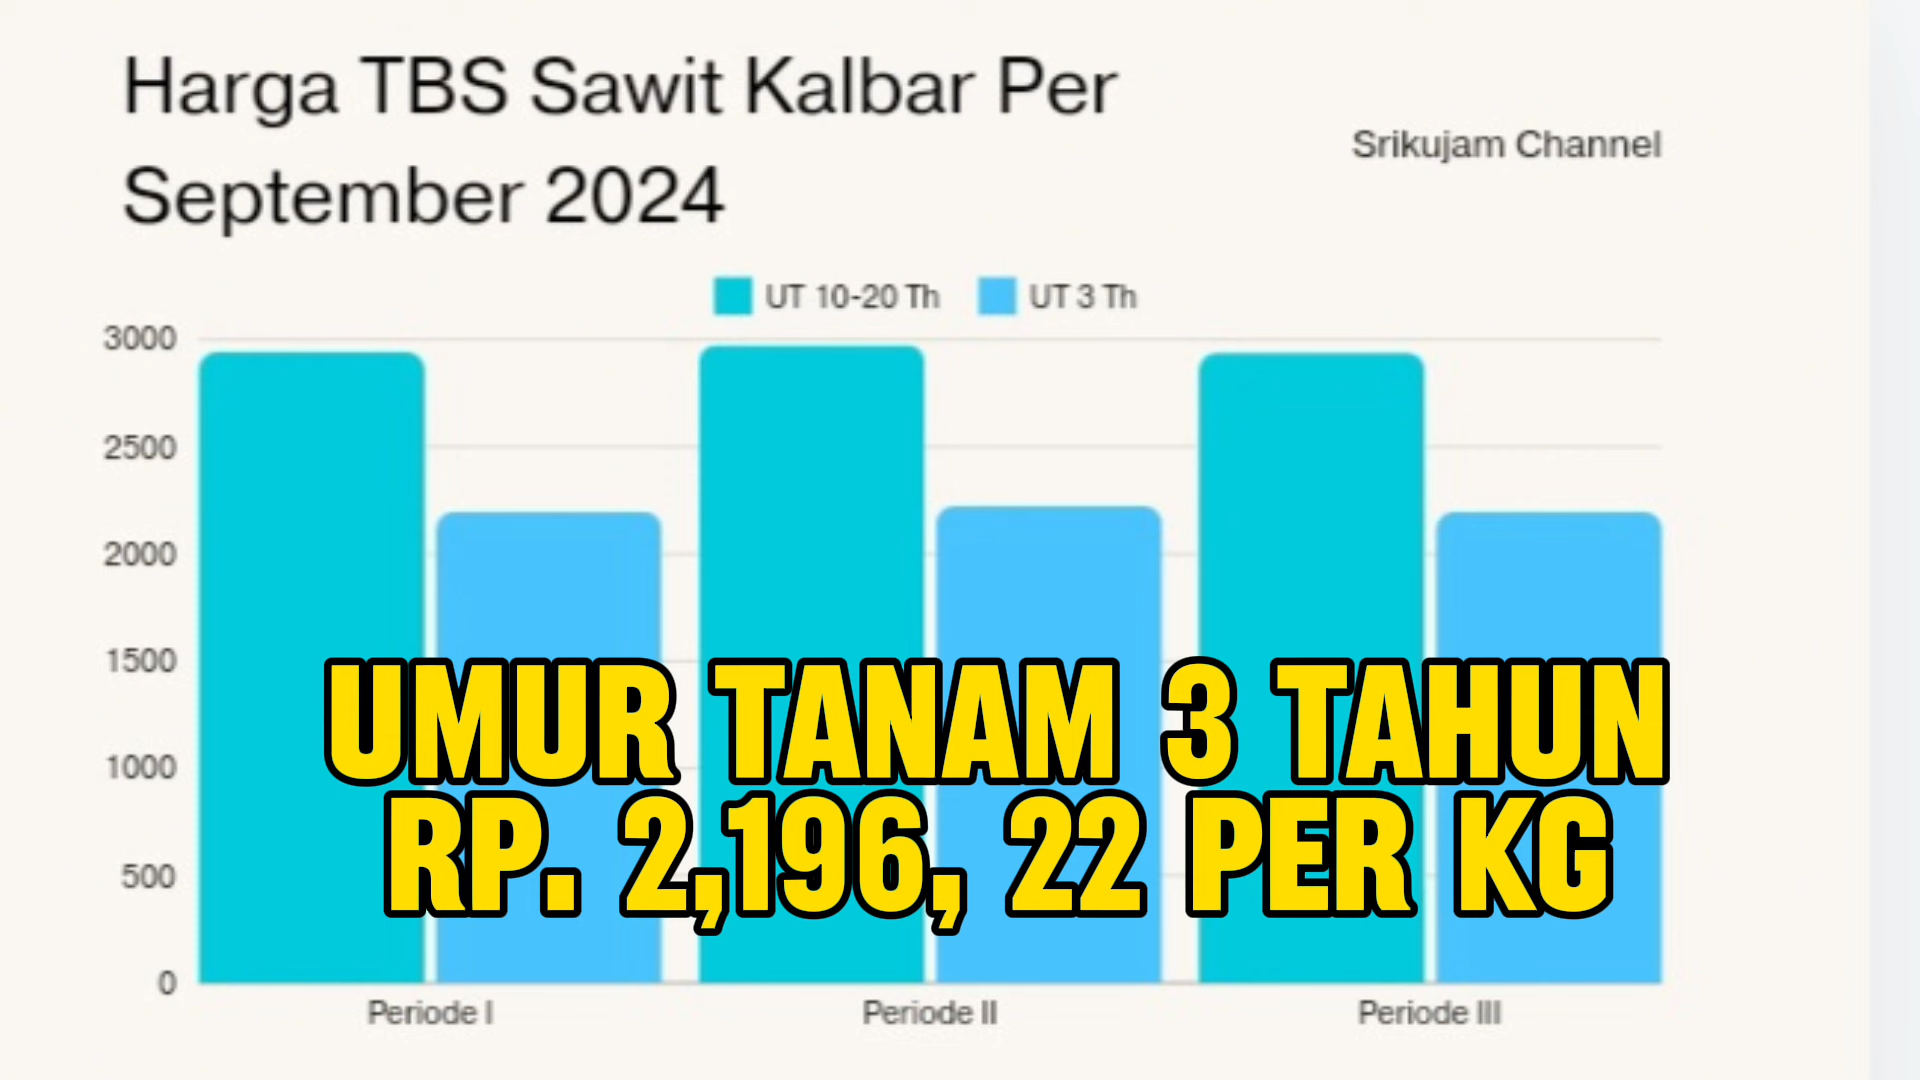 Harga TBS Sawit Kalbar Per
September 2024
Srikujam Channel
UT 10-20 Th
UT 3 Th
3000
2500
2000
1500
1000
500
0
UMUR TANAM 3 TAHUN
RP. 2,196, 22 PER KG
Periode I
Periode II
Periode III